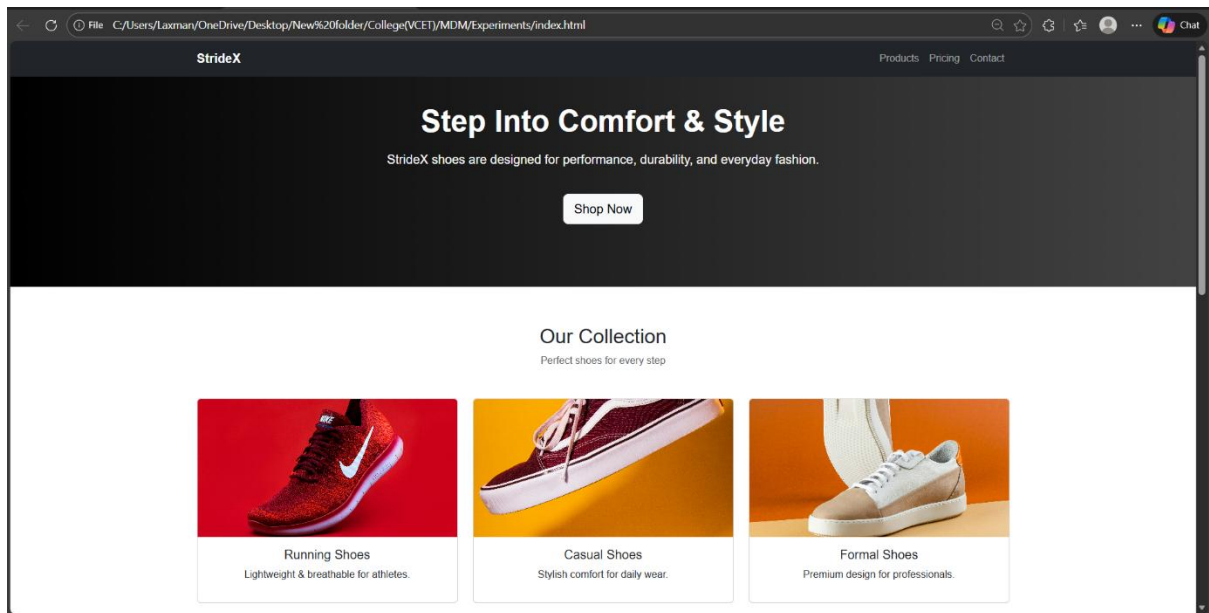 File C:/Users/Laxman/OneDrive/Desktop/New%20folder/College(VCET)/MDM/Experiments/index.html
Chat
StrideX Products Pricing Contact
Step Into Comfort & Style
StrideX shoes are designed for performance, durability, and everyday fashion.
Shop Now
Our Collection
Perfect shoes for every step
NIKE
Running Shoes Casual Shoes Formal Shoes
Lightweight & breathable for athletes. Stylish comfort for daily wear. Premium design for professionals.